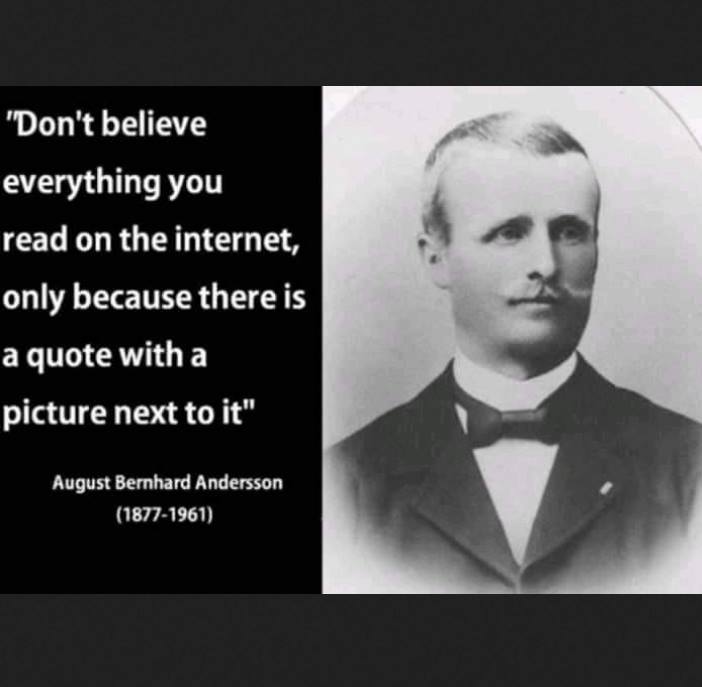 "Don't believe
everything you
read on the internet,
only because there is
a quote with a
picture next to it"
August Bernhard Andersson
(1877-1961)